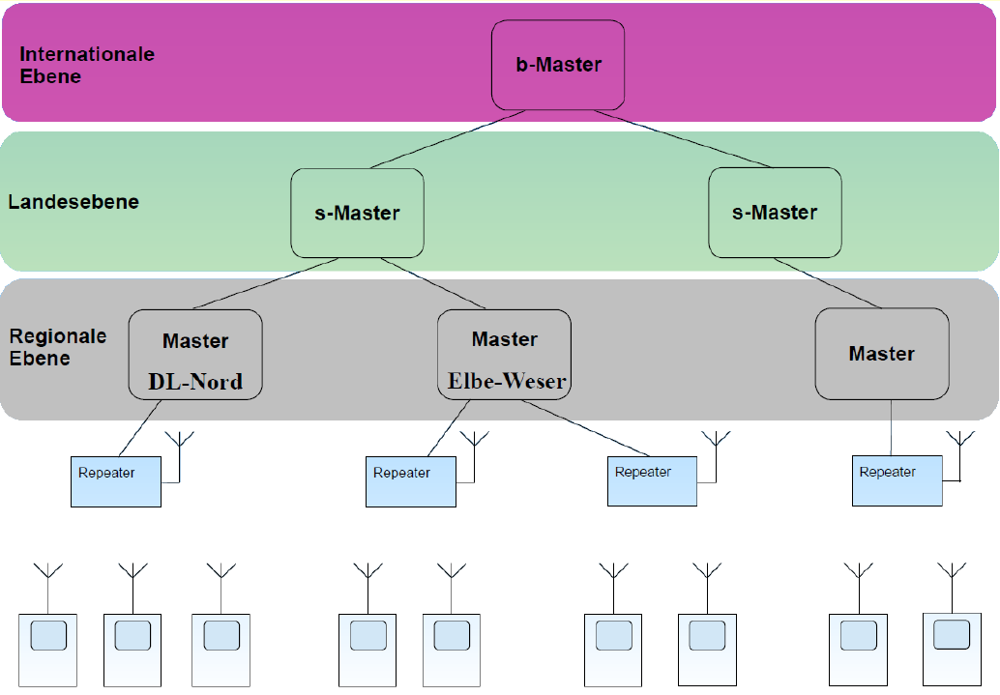 Internationale
Ebene
b-Master
Landesebene
s-Master
s-Master
Regionale
Ebene
Master
DL-Nord
Master
Elbe-Weser
Master
Repeater
Repeater
Repeater
Repeater